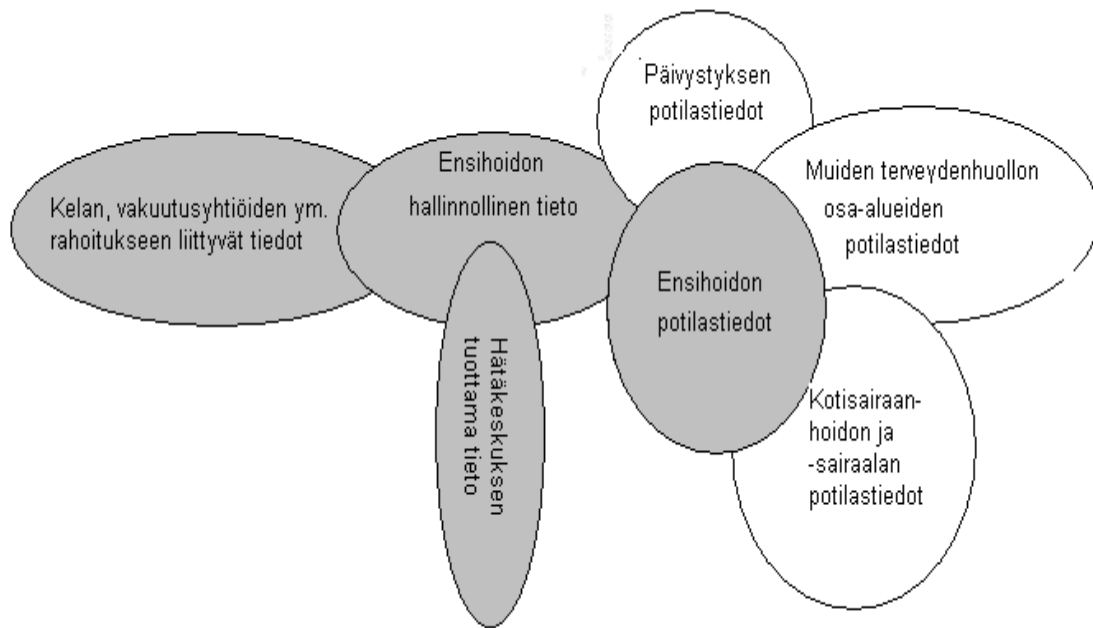 Päivystyksen
potilastiedot
Ensihoidon
hallinnollinen tieto
Muiden terveydenhuollon
osa-alueiden
potilastiedot
Kelan, vakuutusyhtiöiden ym.
rahoitukseen liittyvät tiedot
Ensihoidon
potilastiedot
Hätäkeskuksen
tuottama tieto
Kotisairaan-
hoidon ja
-sairaalan
potilastiedot